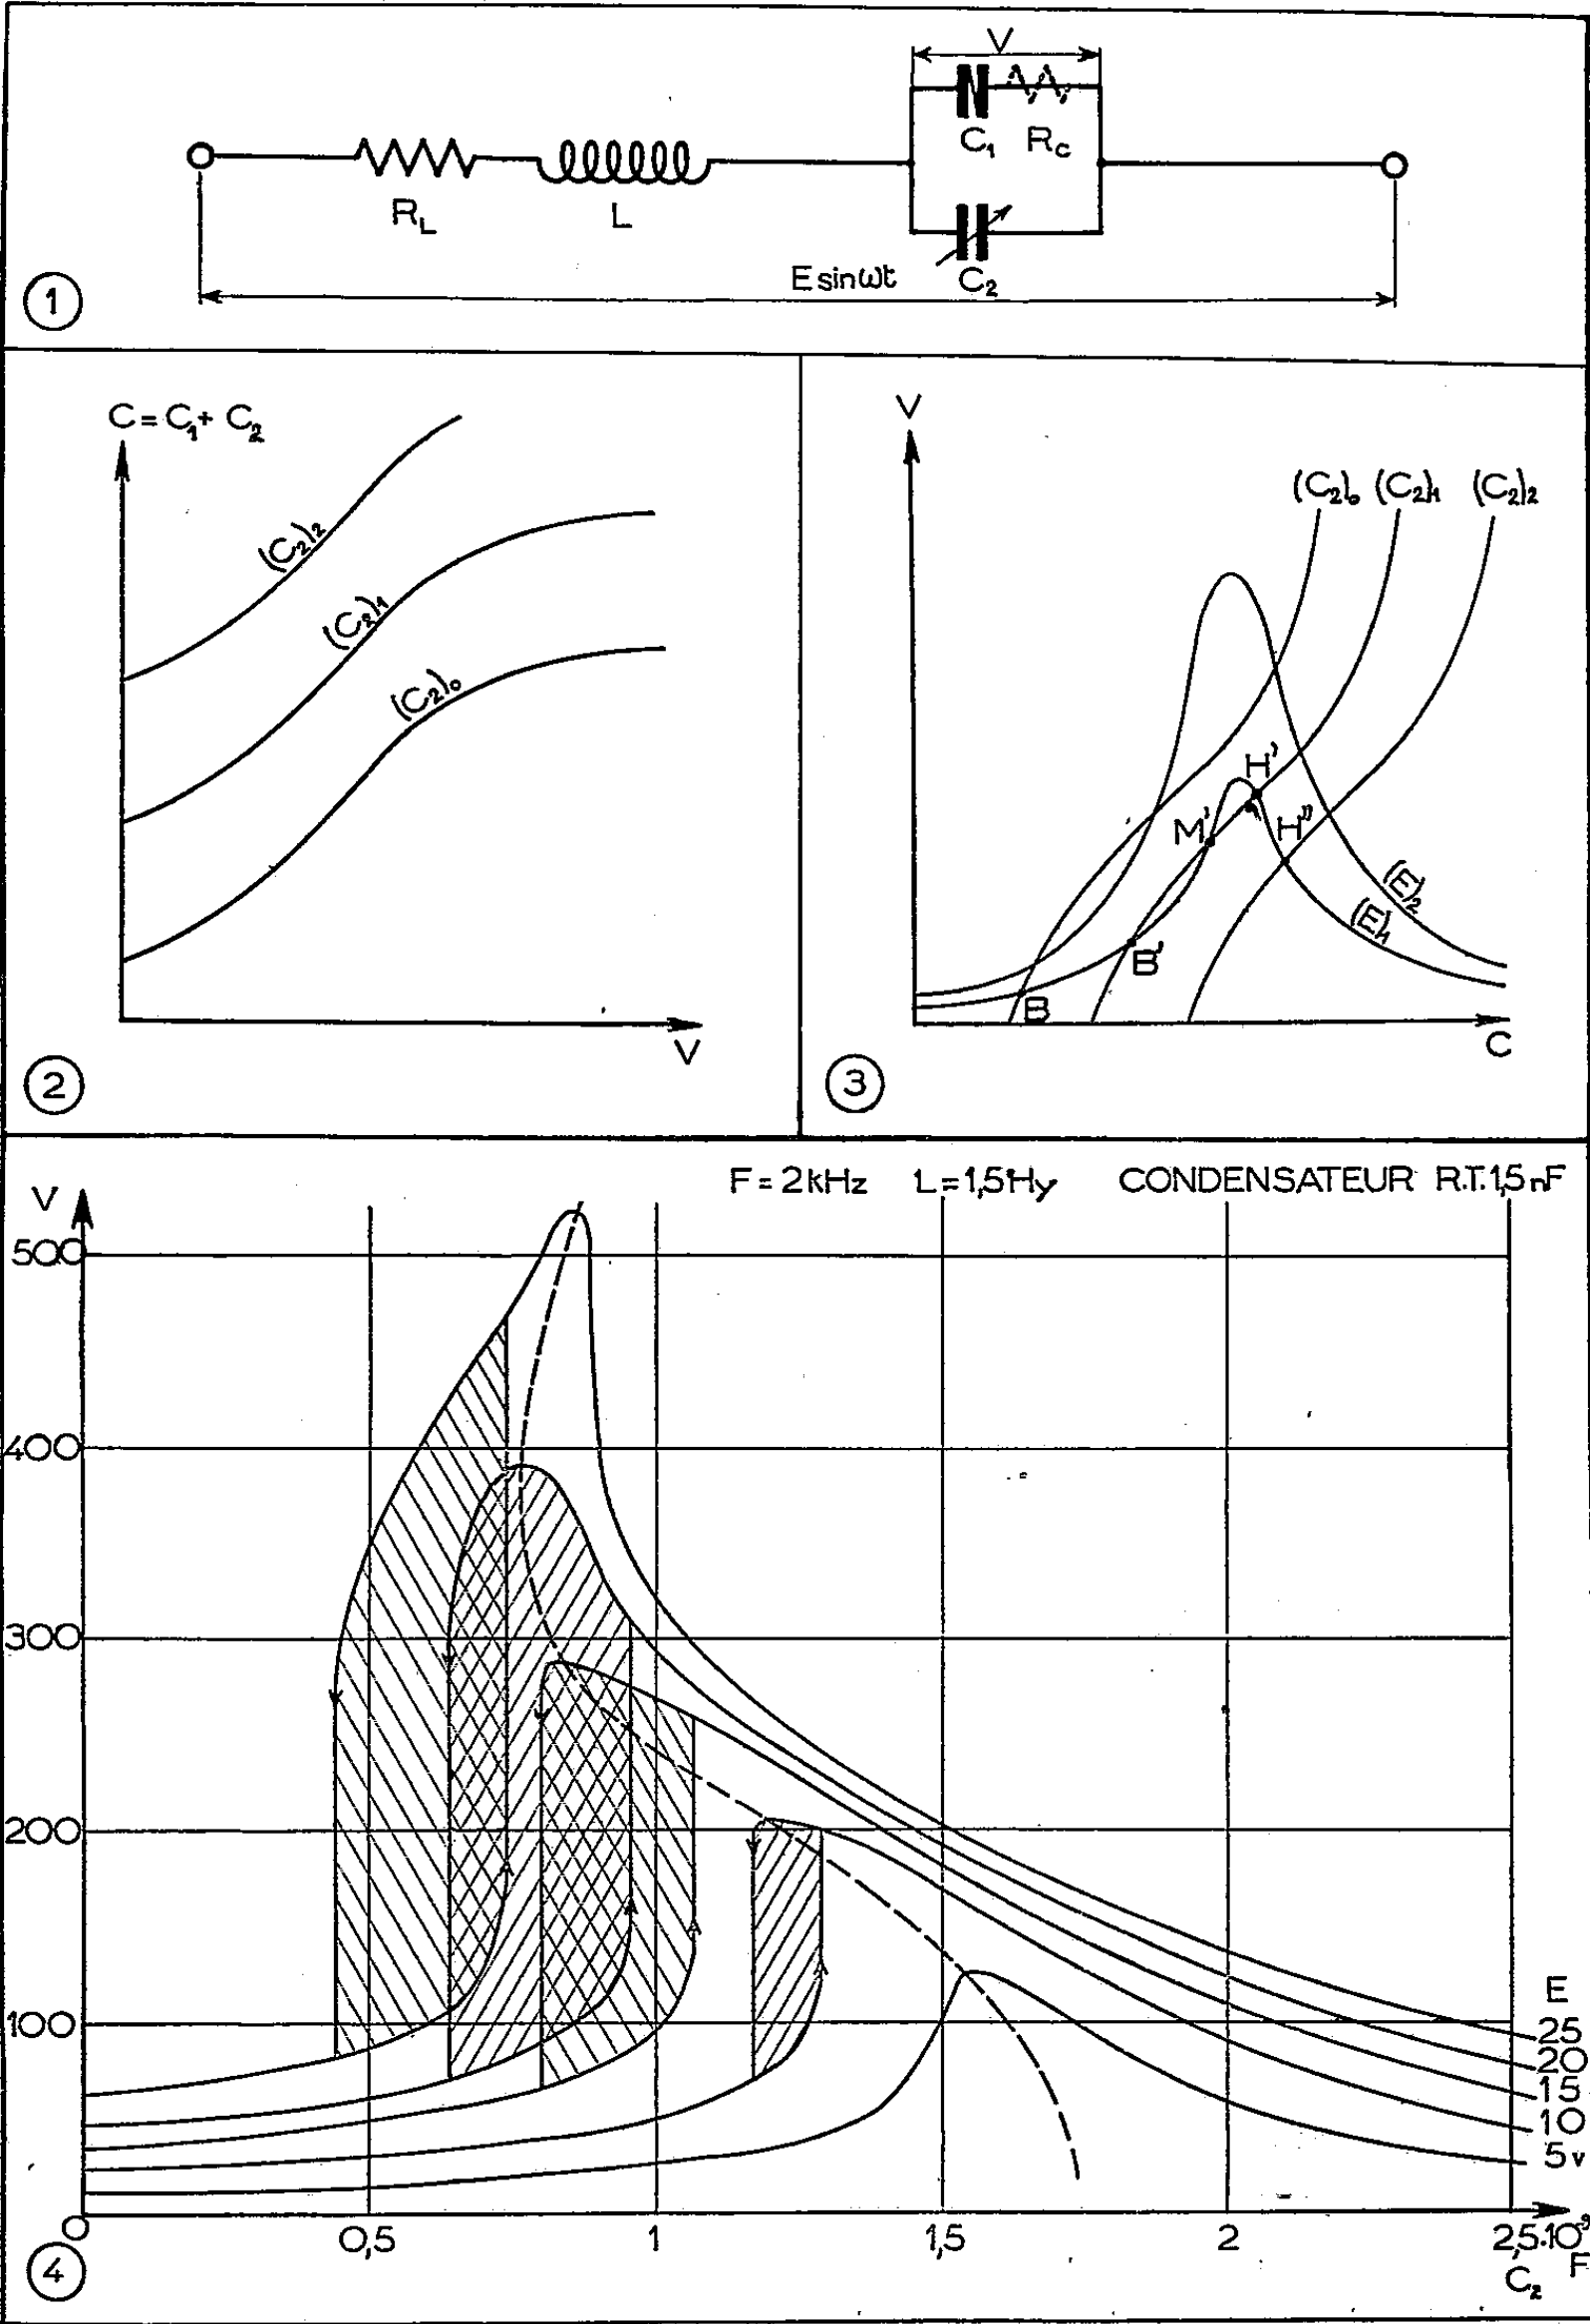 V
C₁ R_C
R_L L
C₂
E sin ωt
1
C = C₁ + C₂
(C₂)₂
(C₂)₁
(C₂)₀
V
2
V
(C₂)₀ (C₂)₁ (C₂)₂
H'
M' H"
(E)₂
(E)₁
B'
B
C
3
F = 2 kHz L = 1,5 Hy CONDENSATEUR R.T. 1,5 nF
V
500
400
300
200
100
E
25
20
15
10
5 v
0 0,5 1 1,5 2 2,5.10⁻⁹ F
C₂
4